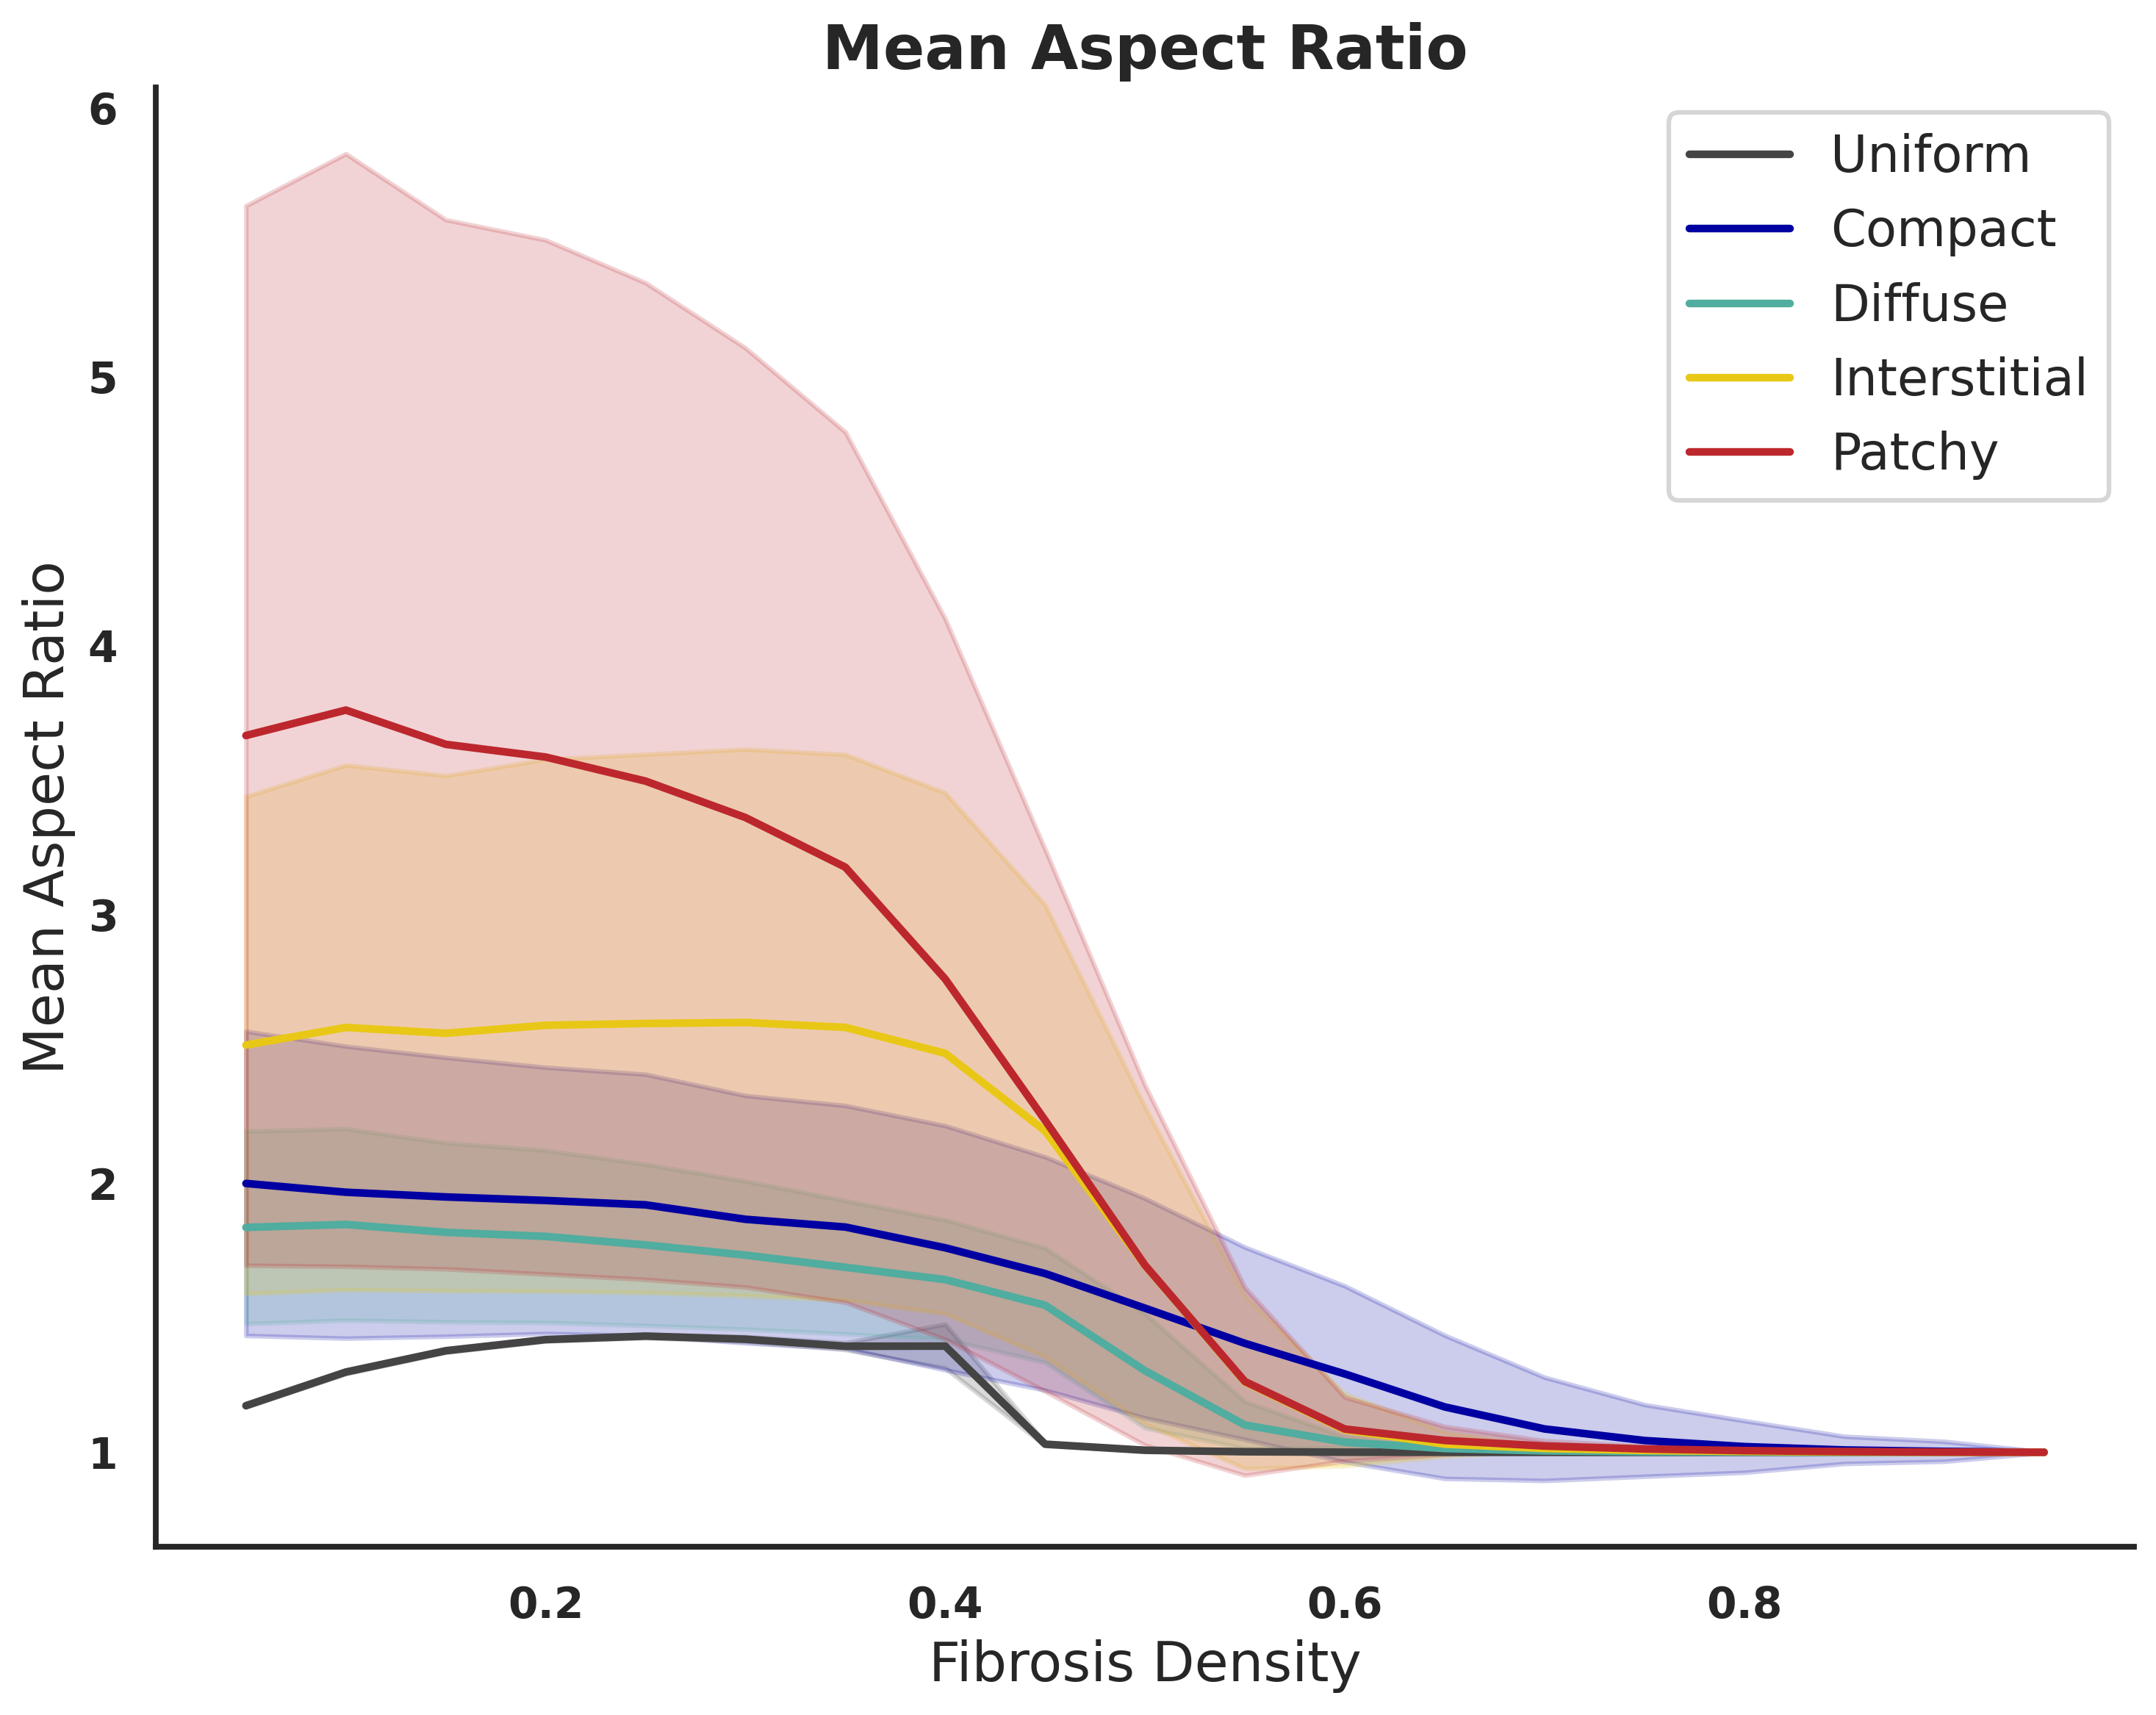 Mean Aspect Ratio
6
5
4
3
2
1
Mean Aspect Ratio
Uniform
Compact
Diffuse
Interstitial
Patchy
0.2 0.4 0.6 0.8
Fibrosis Density